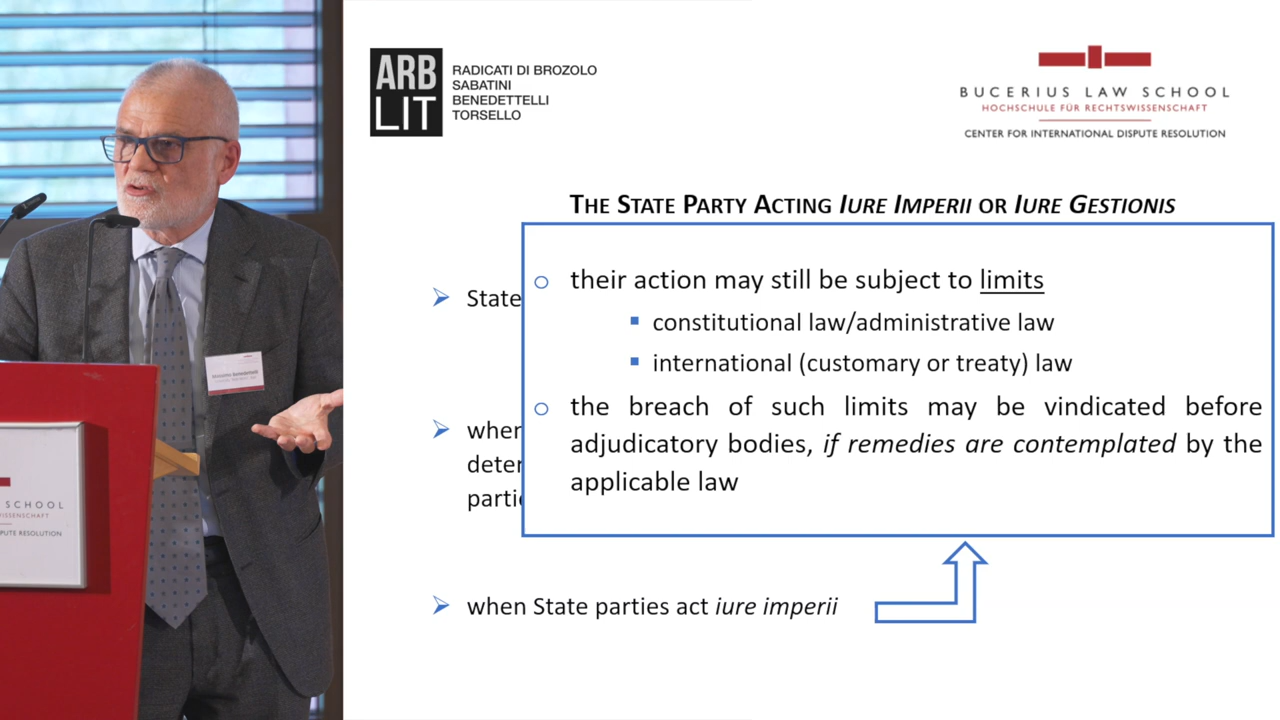 ARB
LIT
RADICATI DI BROZOLO
SABATINI
BENEDETTELLI
TORSELLO
BUCERIUS LAW SCHOOL
HOCHSCHULE FÜR RECHTSWISSENSCHAFT
CENTER FOR INTERNATIONAL DISPUTE RESOLUTION
THE STATE PARTY ACTING IURE IMPERII OR IURE GESTIONIS
State
when
deter
partie
their action may still be subject to limits
constitutional law/administrative law
international (customary or treaty) law
the breach of such limits may be vindicated before
adjudicatory bodies, if remedies are contemplated by the
applicable law
when State parties act iure imperii
SCHOOL
PUTE RESOLUTION